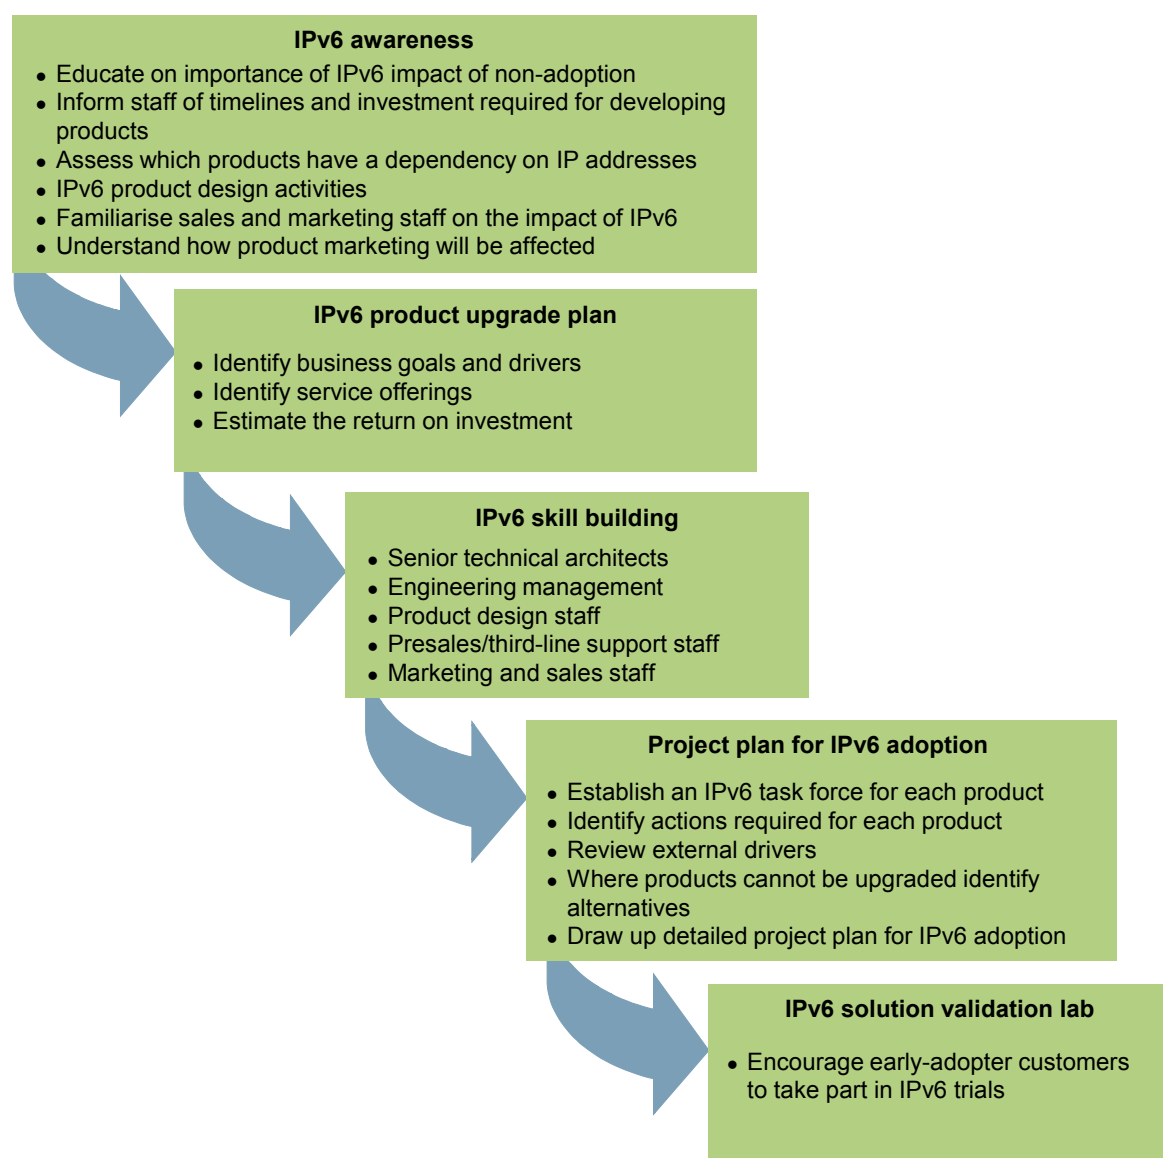 IPv6 awareness
● Educate on importance of IPv6 impact of non-adoption
● Inform staff of timelines and investment required for developing
products
● Assess which products have a dependency on IP addresses
● IPv6 product design activities
● Familiarise sales and marketing staff on the impact of IPv6
● Understand how product marketing will be affected
IPv6 product upgrade plan
● Identify business goals and drivers
● Identify service offerings
● Estimate the return on investment
IPv6 skill building
● Senior technical architects
● Engineering management
● Product design staff
● Presales/third-line support staff
● Marketing and sales staff
Project plan for IPv6 adoption
● Establish an IPv6 task force for each product
● Identify actions required for each product
● Review external drivers
● Where products cannot be upgraded identify
alternatives
● Draw up detailed project plan for IPv6 adoption
IPv6 solution validation lab
● Encourage early-adopter customers
to take part in IPv6 trials